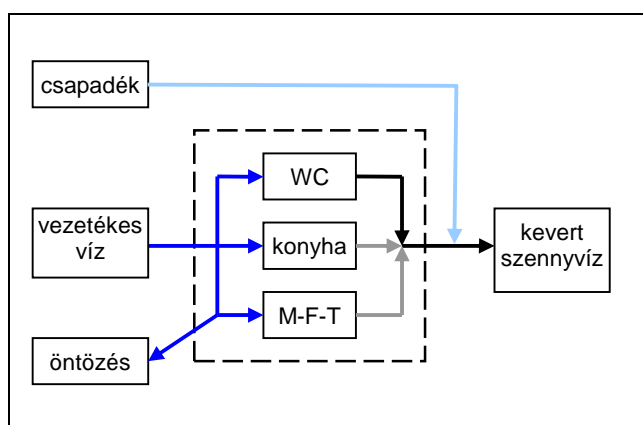 csapadék
WC
vezetékes
víz
konyha
kevert
szennyvíz
M-F-T
öntözés